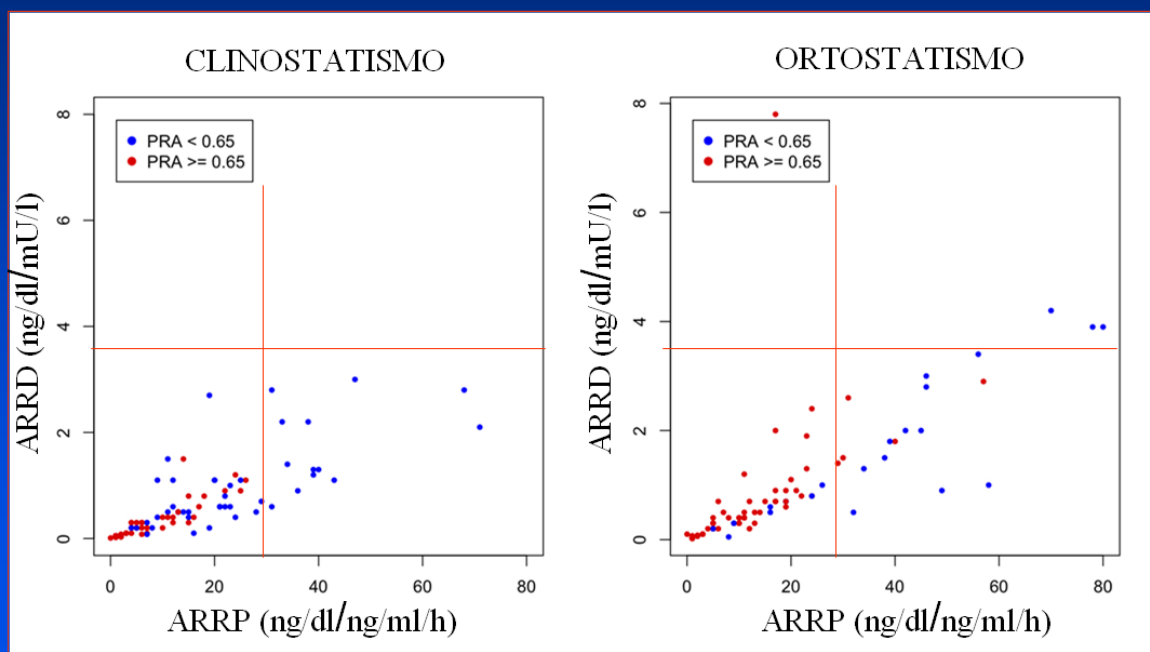 CLINOSTATISMO
8
6
4
2
0
PRA < 0.65
PRA >= 0.65
ARRD (ng/dl/mU/l)
0 20 40 60 80
ARRP (ng/dl/ng/ml/h)
ORTOSTATISMO
8
6
4
2
0
PRA < 0.65
PRA >= 0.65
ARRD (ng/dl/mU/l)
0 20 40 60 80
ARRP (ng/dl/ng/ml/h)